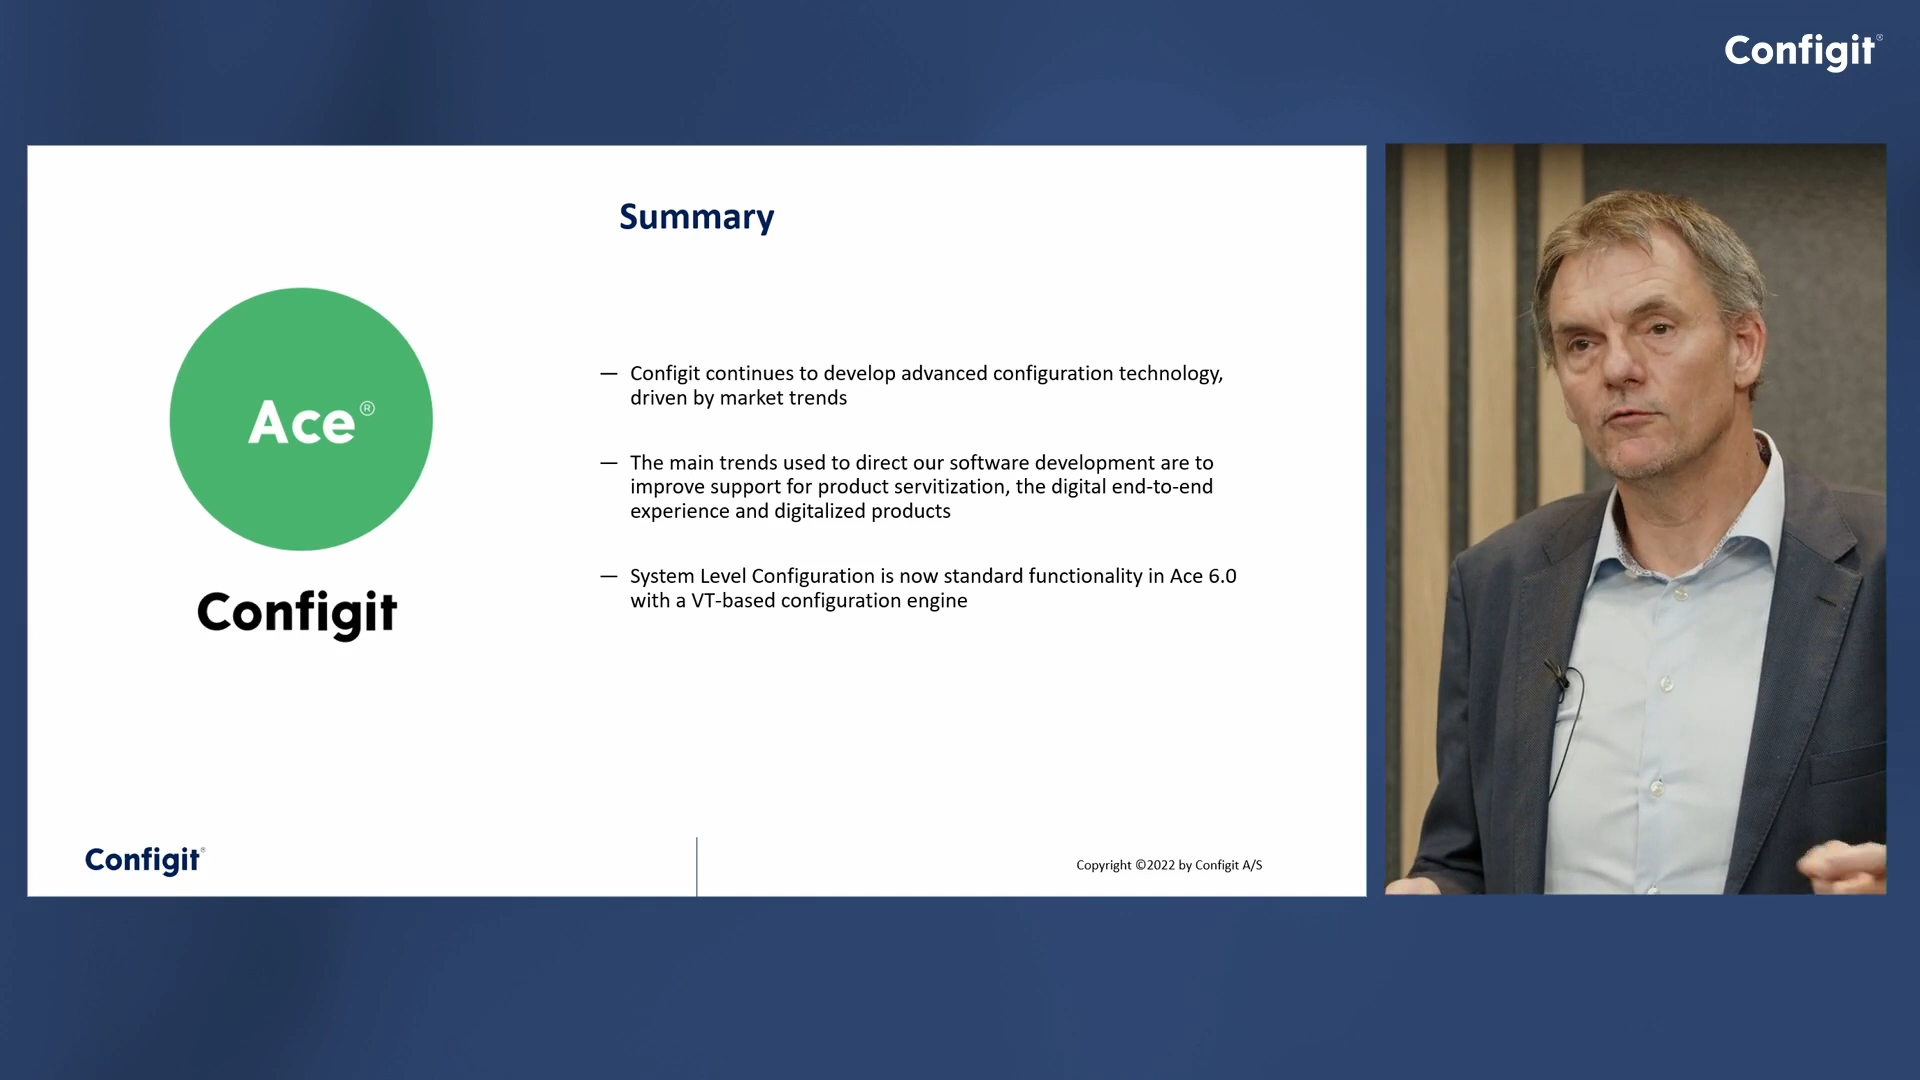 Configit®
Summary
Ace®
Configit
— Configit continues to develop advanced configuration technology,
driven by market trends
— The main trends used to direct our software development are to
improve support for product servitization, the digital end-to-end
experience and digitalized products
— System Level Configuration is now standard functionality in Ace 6.0
with a VT-based configuration engine
Configit®
Copyright ©2022 by Configit A/S